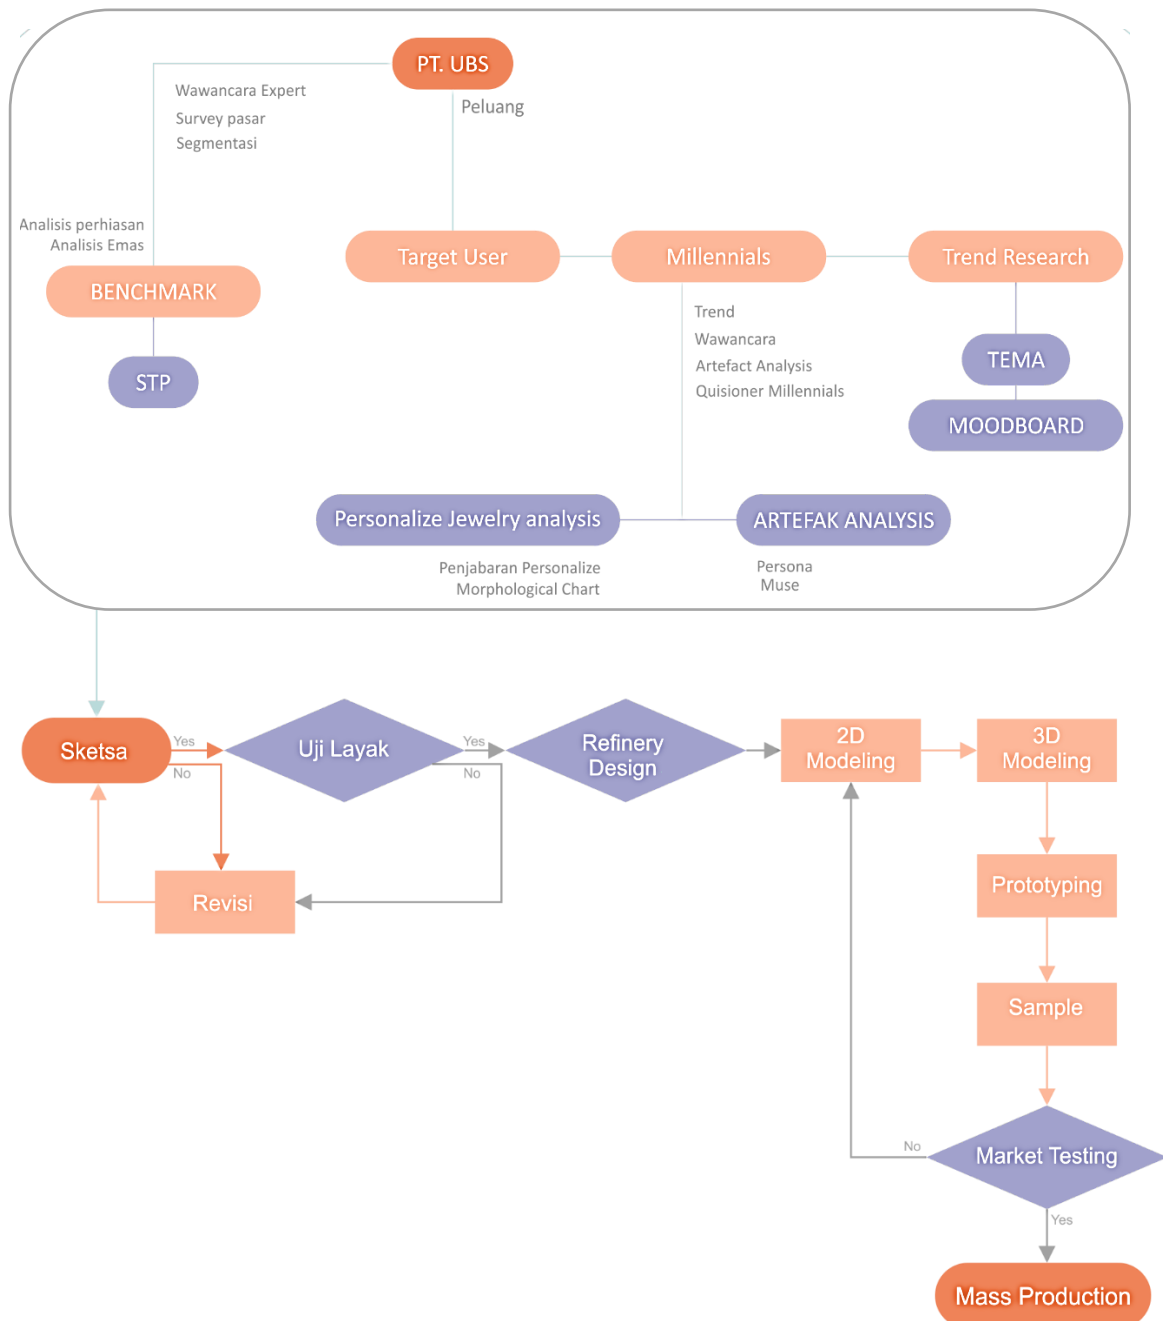 PT. UBS
Wawancara Expert
Survey pasar
Segmentasi
Peluang
Analisis perhiasan
Analisis Emas
BENCHMARK
STP
Target User
Millennials
Trend Research
Trend
Wawancara
Artefact Analysis
Quisioner Millennials
TEMA
MOODBOARD
Personalize Jewelry analysis
ARTEFAK ANALYSIS
Penjabaran Personalize
Morphological Chart
Persona
Muse
Sketsa
Yes
No
Uji Layak
Yes
No
Refinery
Design
2D
Modeling
3D
Modeling
Revisi
Prototyping
Sample
No
Market Testing
Yes
Mass Production